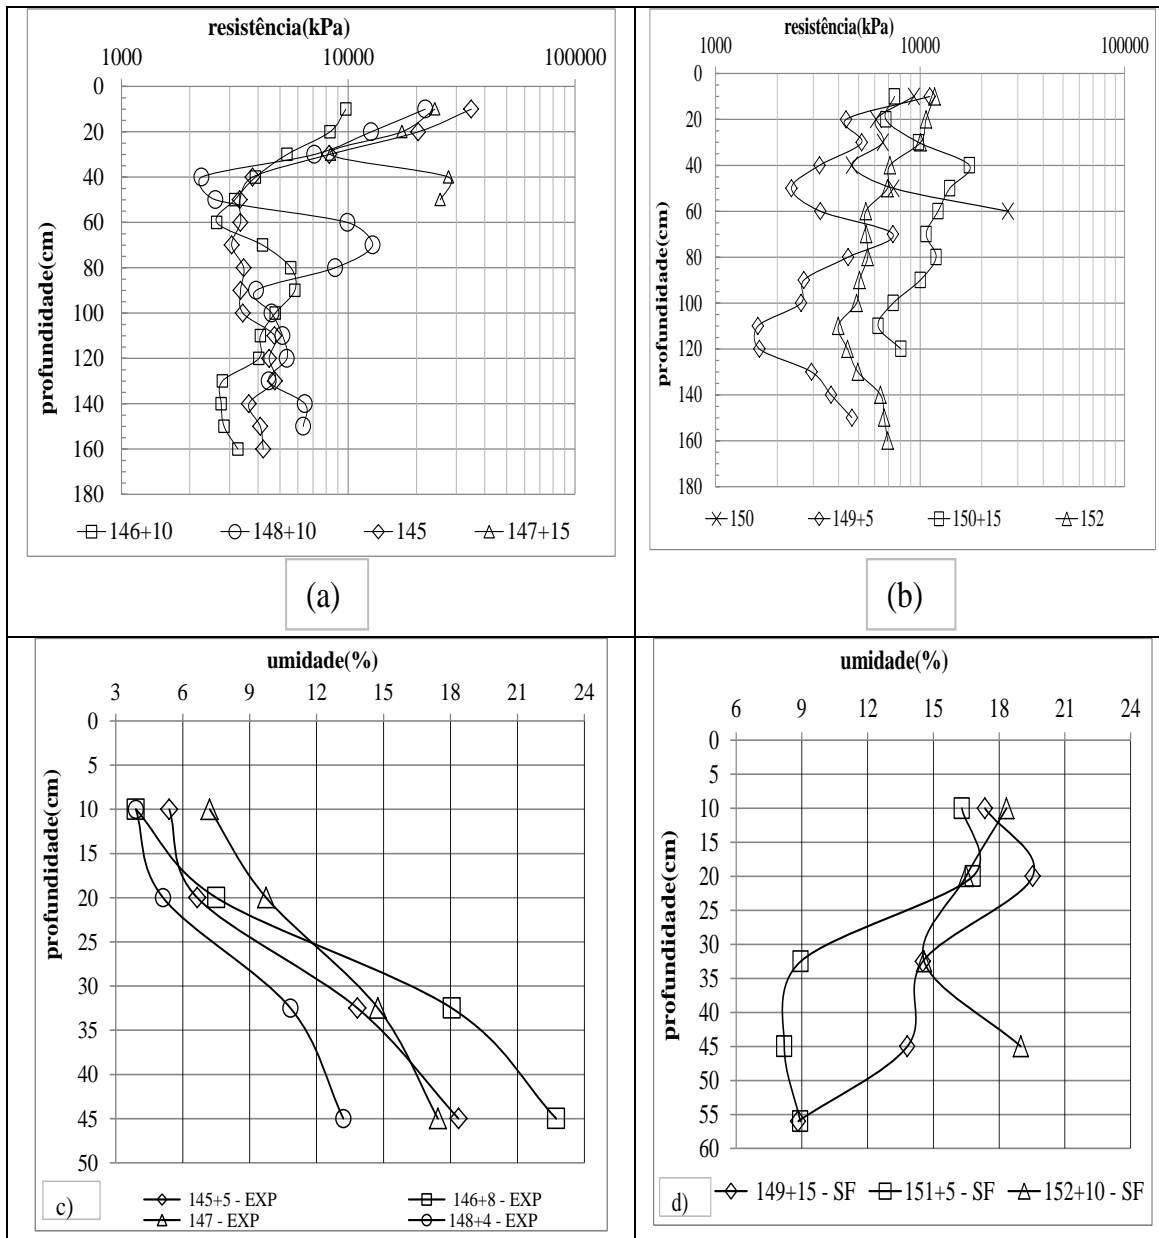 resistência(kPa)
1000 10000 100000
0
20
40
60
80
100
120
140
160
180
profundidade(cm)
146+10 148+10 145 147+15
(a)
resistência(kPa)
1000 10000 100000
0
20
40
60
80
100
120
140
160
180
profundidade(cm)
150 149+5 150+15 152
(b)
umidade(%)
3 6 9 12 15 18 21 24
0
5
10
15
20
25
30
35
40
45
50
profundidade(cm)
145+5 - EXP 146+8 - EXP
147 - EXP 148+4 - EXP
c)
umidade(%)
6 9 12 15 18 21 24
0
5
10
15
20
25
30
35
40
45
50
55
60
profundidade(cm)
149+15 - SF 151+5 - SF 152+10 - SF
d)